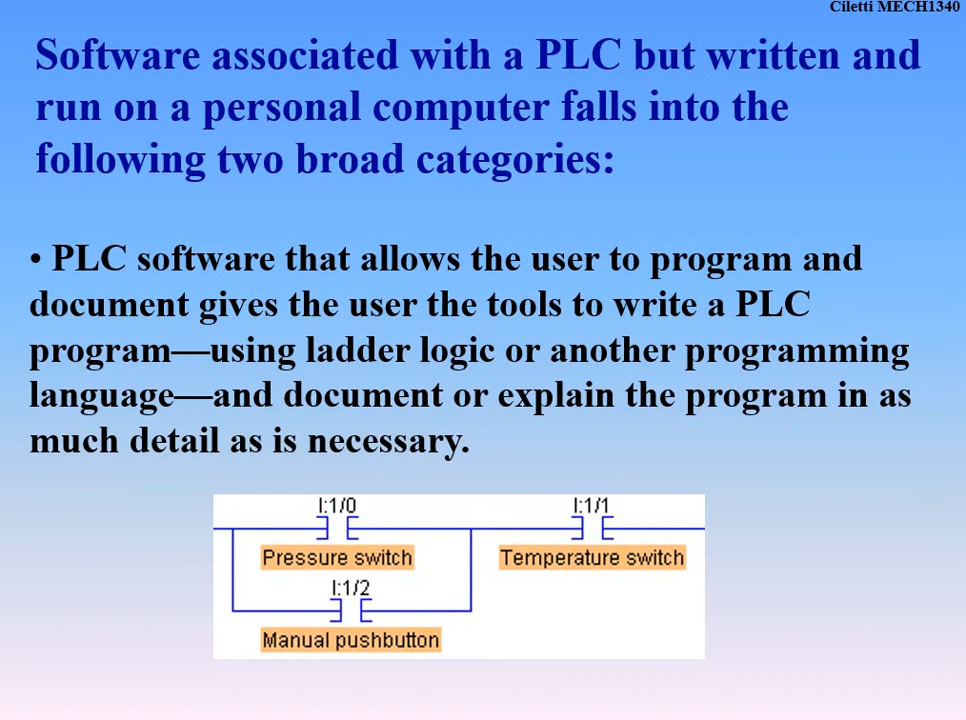 Ciletti MECH1340
Software associated with a PLC but written and
run on a personal computer falls into the
following two broad categories:
• PLC software that allows the user to program and
document gives the user the tools to write a PLC
program—using ladder logic or another programming
language—and document or explain the program in as
much detail as is necessary.
I:1/0 I:1/1
Pressure switch Temperature switch
I:1/2
Manual pushbutton